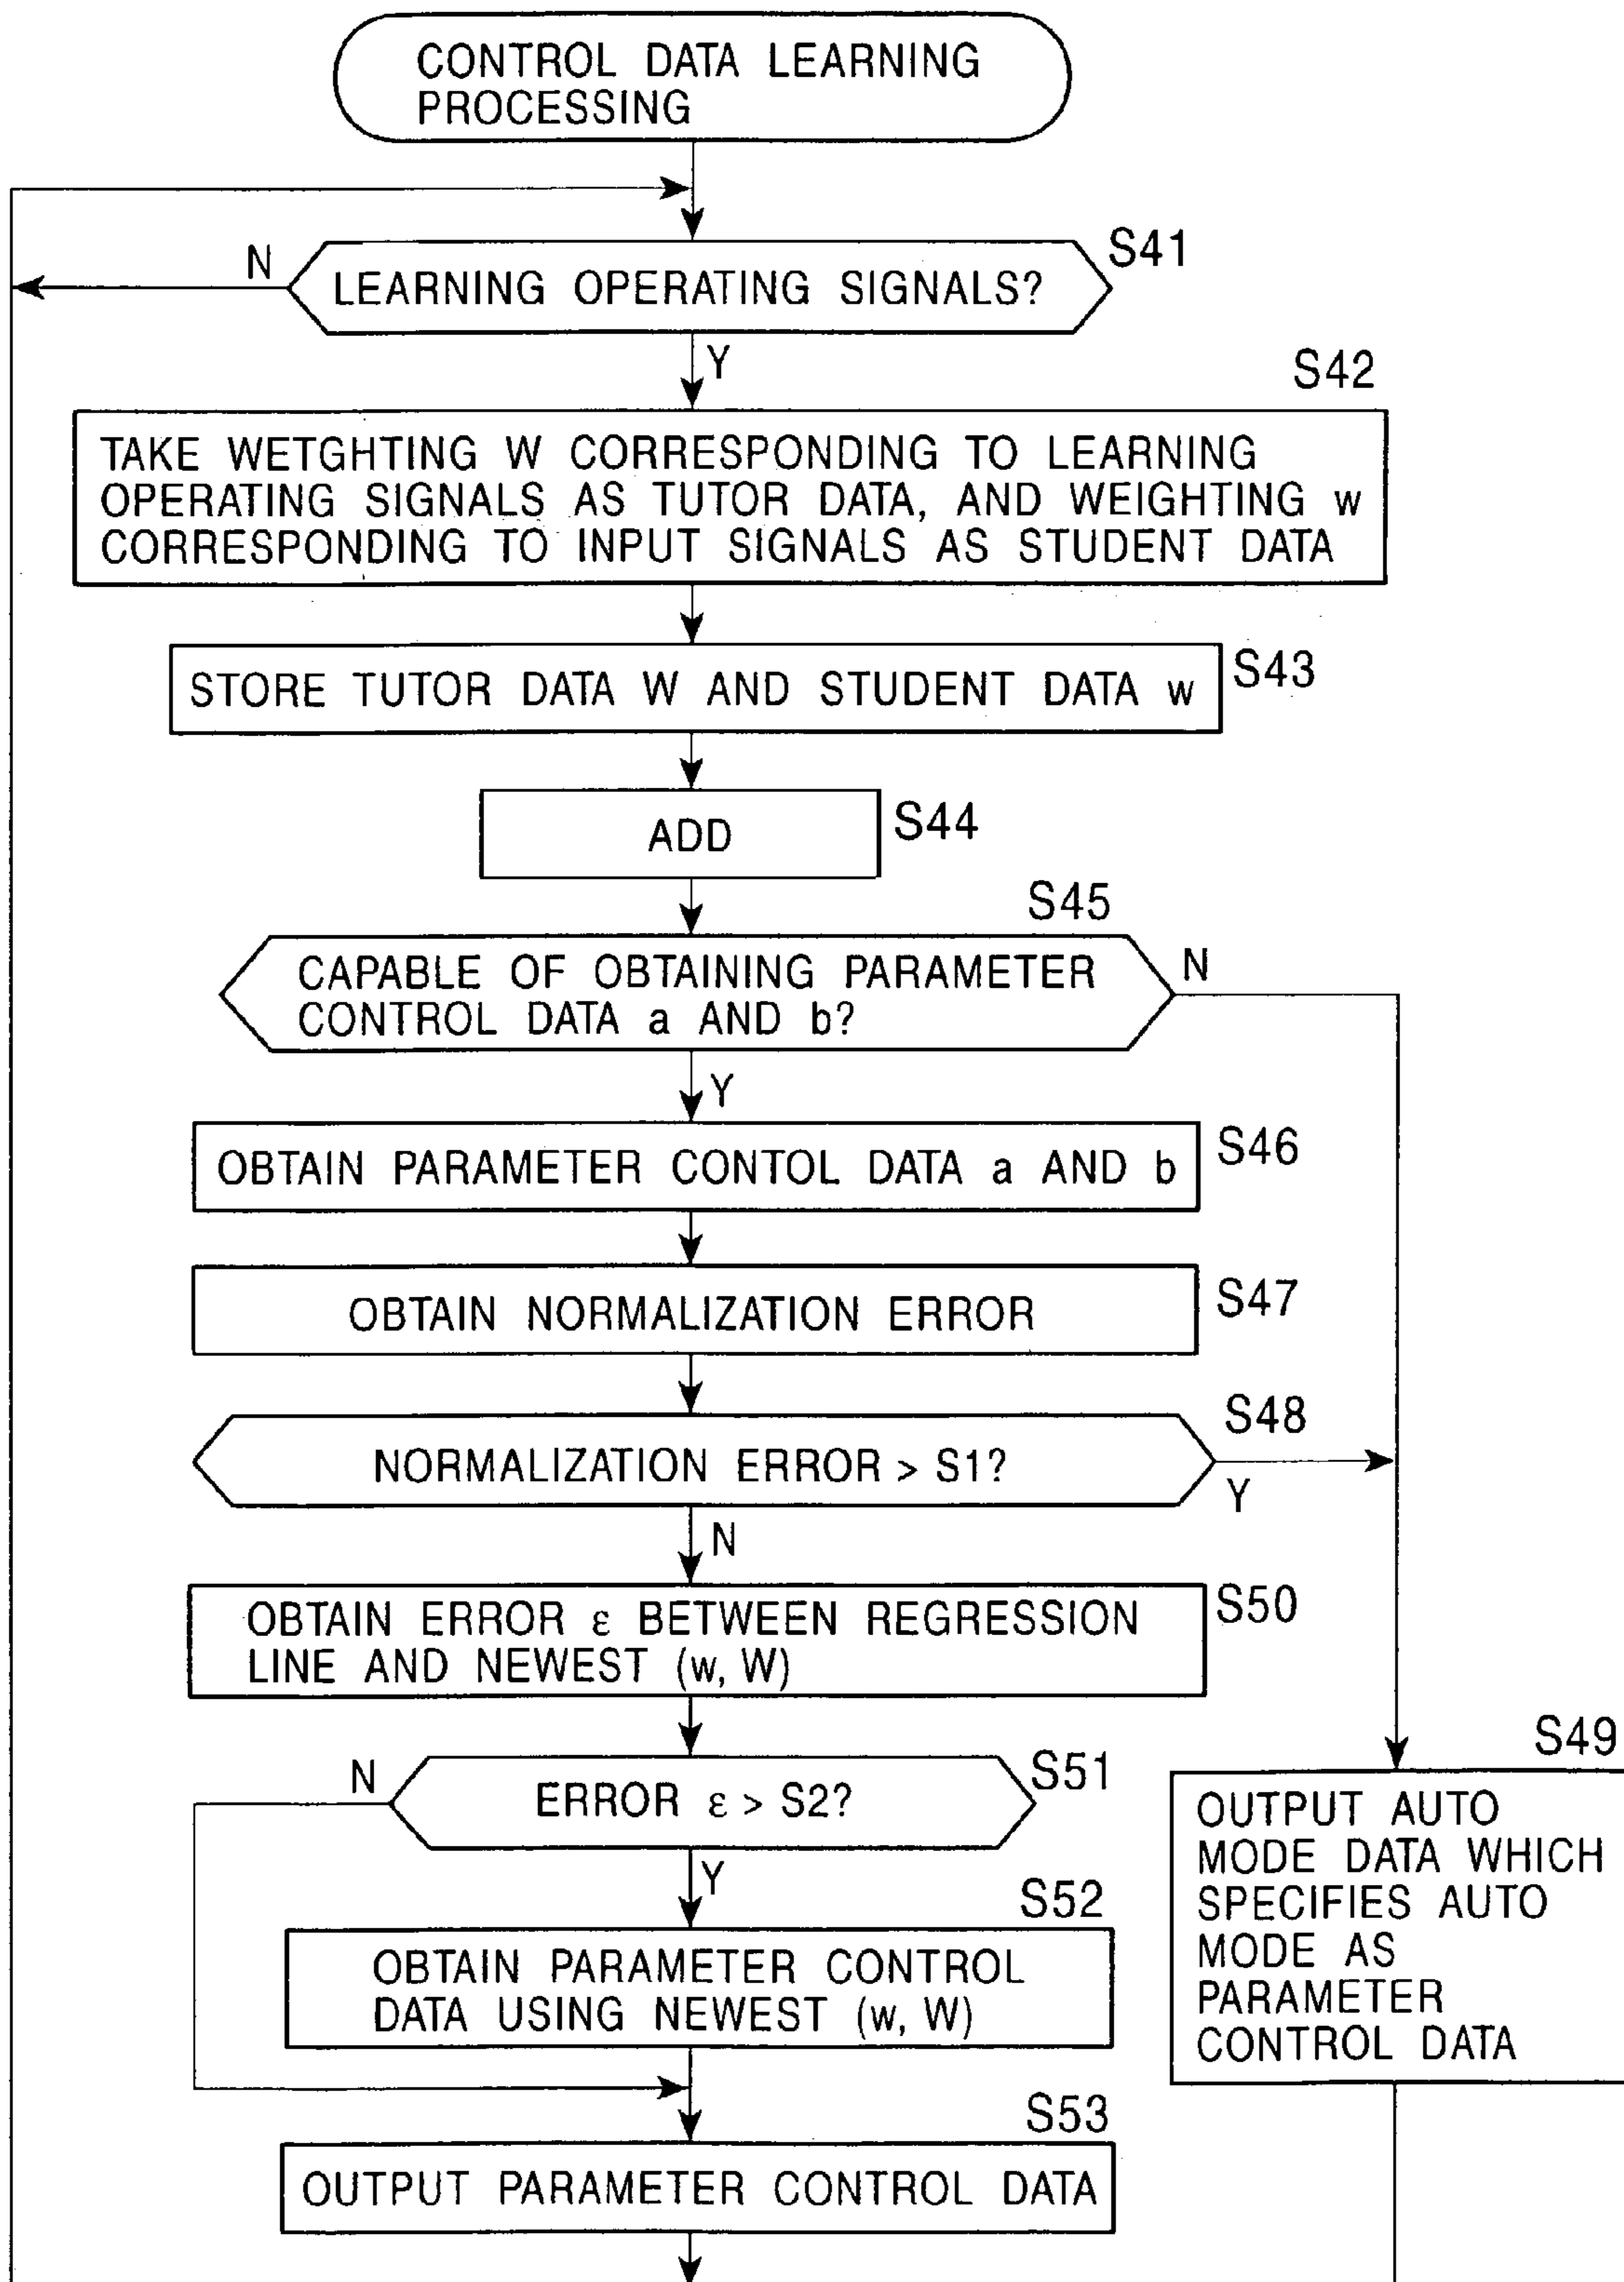 CONTROL DATA LEARNING
PROCESSING
N
S41
LEARNING OPERATING SIGNALS?
Y
S42
TAKE WETGHTING W CORRESPONDING TO LEARNING
OPERATING SIGNALS AS TUTOR DATA, AND WEIGHTING w
CORRESPONDING TO INPUT SIGNALS AS STUDENT DATA
S43
STORE TUTOR DATA W AND STUDENT DATA w
S44
ADD
S45
CAPABLE OF OBTAINING PARAMETER
CONTROL DATA a AND b?
N
Y
S46
OBTAIN PARAMETER CONTOL DATA a AND b
S47
OBTAIN NORMALIZATION ERROR
S48
NORMALIZATION ERROR > S1?
Y
N
S50
OBTAIN ERROR ε BETWEEN REGRESSION
LINE AND NEWEST (w, W)
N
S51
ERROR ε > S2?
Y
S52
OBTAIN PARAMETER CONTROL
DATA USING NEWEST (w, W)
S49
OUTPUT AUTO
MODE DATA WHICH
SPECIFIES AUTO
MODE AS
PARAMETER
CONTROL DATA
S53
OUTPUT PARAMETER CONTROL DATA